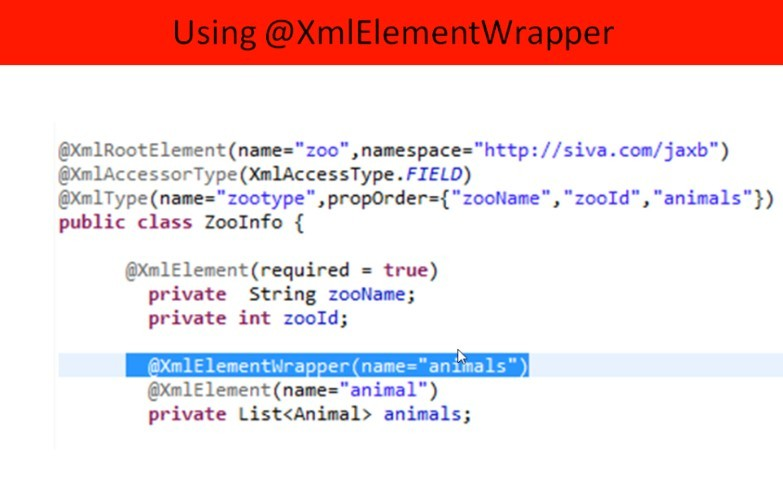 Using @XmlElementWrapper
@XmlRootElement(name="zoo",namespace="http://siva.com/jaxb")
@XmlAccessorType(XmlAccessType.FIELD)
@XmlType(name="zootype",propOrder={"zooName","zooId","animals"})
public class ZooInfo {
@XmlElement(required = true)
private  String zooName;
private int zooId;
@XmlElementWrapper(name="animals")
@XmlElement(name="animal")
private List<Animal> animals;